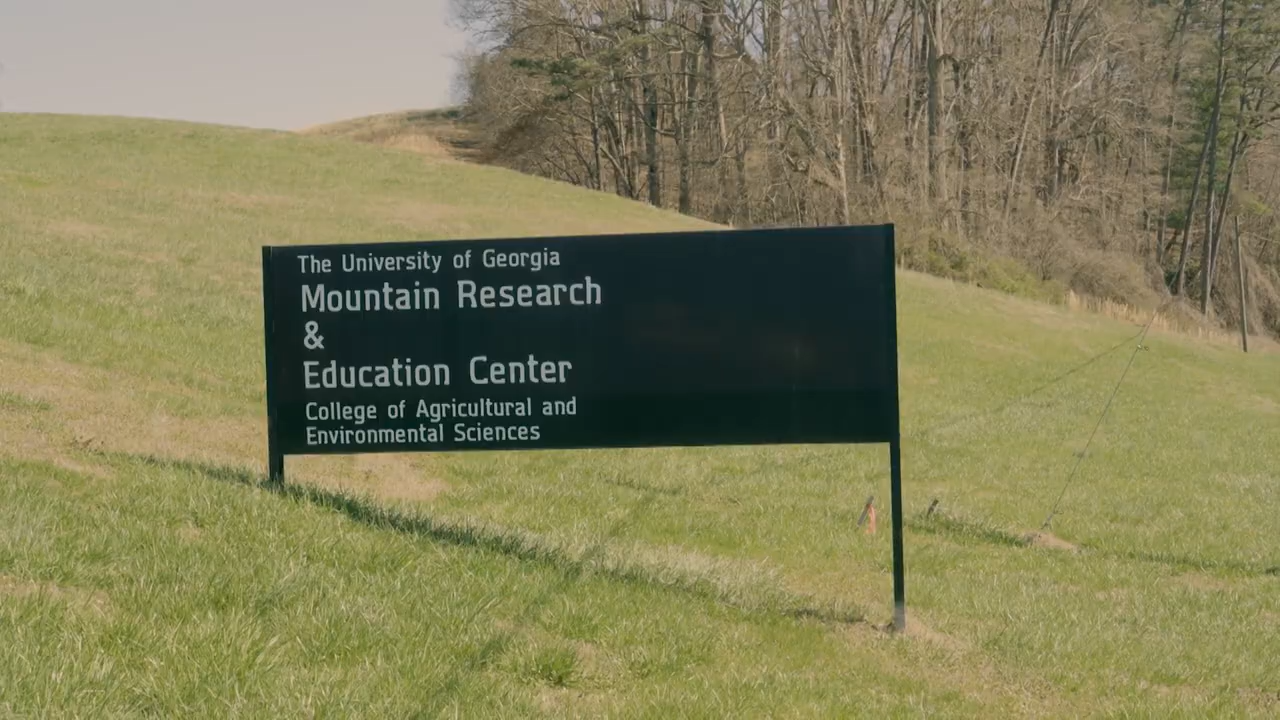 The University of Georgia
Mountain Research
&
Education Center
College of Agricultural and
Environmental Sciences